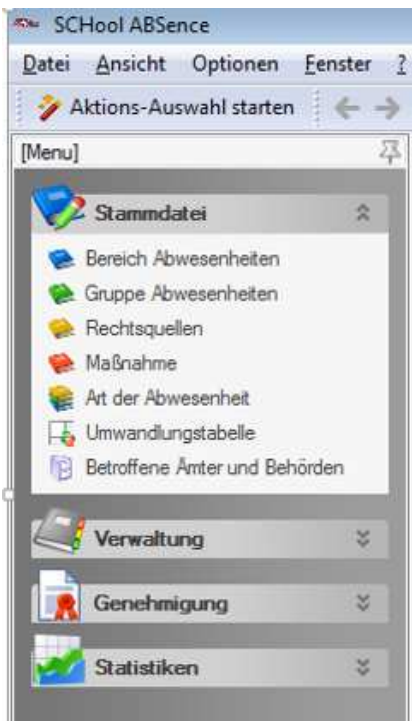 SCHool ABSence
Datei Ansicht Optionen Fenster ?
Aktions-Auswahl starten
[Menu]
Stammdatei
Bereich Abwesenheiten
Gruppe Abwesenheiten
Rechtsquellen
Maßnahme
Art der Abwesenheit
Umwandlungstabelle
Betroffene Ämter und Behörden
Verwaltung
Genehmigung
Statistiken